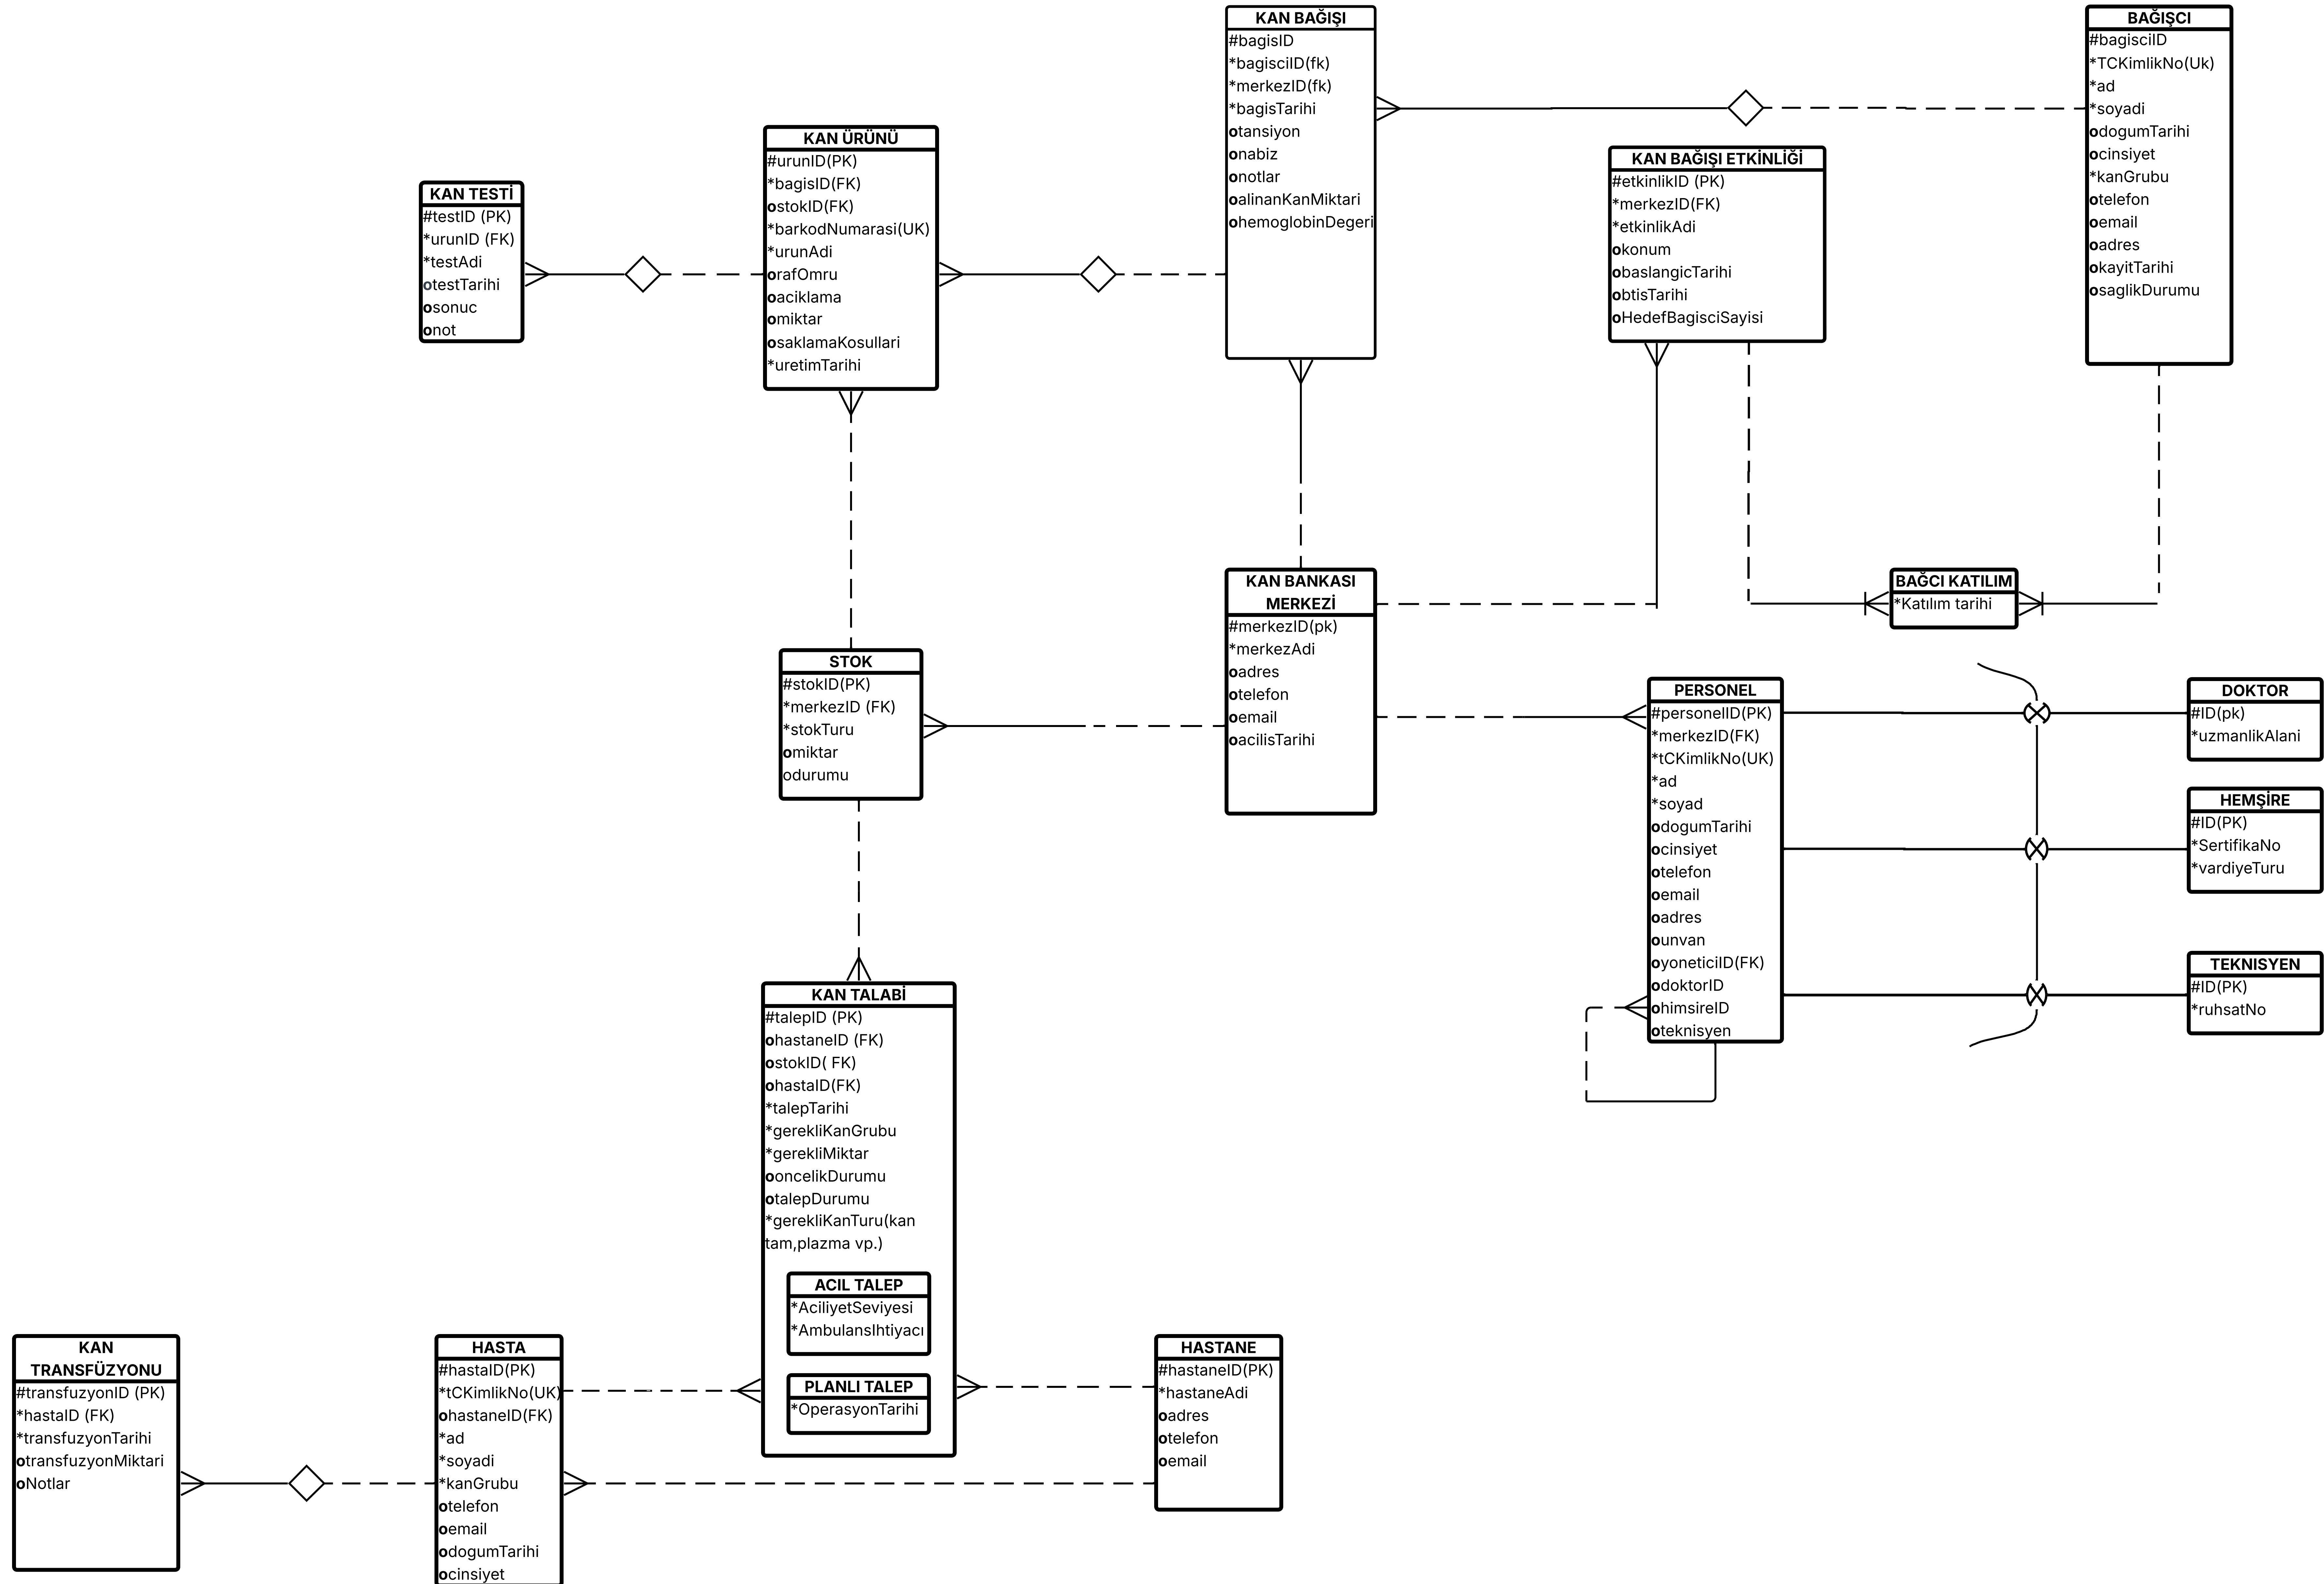 KAN BAĞIŞI
#bagisID
*bagisciID(fk)
*merkezID(fk)
*bagisTarihi
otansiyon
onabiz
onotlar
oalinanKanMiktari
ohemoglobinDegeri
BAĞIŞCI
#bagisciID
*TCKimlikNo(Uk)
*ad
*soyadi
odogumTarihi
ocinsiyet
*kanGrubu
otelefon
oemail
oadres
okayitTarihi
osaglikDurumu
KAN ÜRÜNÜ
#urunID(PK)
*bagisID(FK)
ostokID(FK)
*barkodNumarasi(UK)
*urunAdi
orafOmru
oaciklama
omiktar
osaklamaKosullari
*uretimTarihi
KAN BAĞIŞI ETKİNLİĞİ
#etkinlikID (PK)
*merkezID(FK)
*etkinlikAdi
okonum
obaslangicTarihi
obtisTarihi
oHedefBagisciSayisi
KAN TESTİ
#testID (PK)
*urunID (FK)
*testAdi
otestTarihi
osonuc
onot
KAN BANKASI
MERKEZİ
#merkezID(pk)
*merkezAdi
oadres
otelefon
oemail
oacilisTarihi
BAĞCI KATILIM
*Katılım tarihi
STOK
#stokID(PK)
*merkezID (FK)
*stokTuru
omiktar
odurumu
PERSONEL
#personelID(PK)
*merkezID(FK)
*tCKimlikNo(UK)
*ad
*soyad
odogumTarihi
ocinsiyet
otelefon
oemail
oadres
ounvan
oyoneticiID(FK)
odoktorID
ohimsireID
oteknisyen
DOKTOR
#ID(pk)
*uzmanlikAlani
HEMŞİRE
#ID(PK)
*SertifikaNo
*vardiyeTuru
TEKNISYEN
#ID(PK)
*ruhsatNo
KAN TALABİ
#talepID (PK)
ohastaneID (FK)
ostokID( FK)
ohastaID(FK)
*talepTarihi
*gerekliKanGrubu
*gerekliMiktar
ooncelikDurumu
otalepDurumu
*gerekliKanTuru(kan
tam,plazma vp.)
ACIL TALEP
*AciliyetSeviyesi
*AmbulansIhtiyacı
PLANLI TALEP
*OperasyonTarihi
KAN
TRANSFÜZYONU
#transfuzyonID (PK)
*hastaID (FK)
*transfuzyonTarihi
otransfuzyonMiktari
oNotlar
HASTA
#hastaID(PK)
*tCKimlikNo(UK)
ohastaneID(FK)
*ad
*soyadi
*kanGrubu
otelefon
oemail
odogumTarihi
ocinsiyet
HASTANE
#hastaneID(PK)
*hastaneAdi
oadres
otelefon
oemail